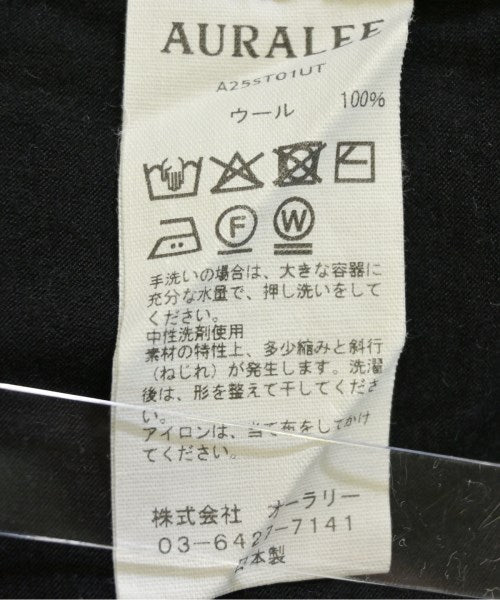 AURALEE
A25ST01UT
ウール 100%
F W
手洗いの場合は、大きな容器に
充分な水量で、押し洗いをして
ください。
中性洗剤使用
素材の特性上、多少縮みと斜行
(ねじれ)が発生します。洗濯
後は、形を整えて干してくださ
い。
アイロンは、当て布をしてかけ
てください。
株式会社 オーラリー
03-6427-7141
日本製